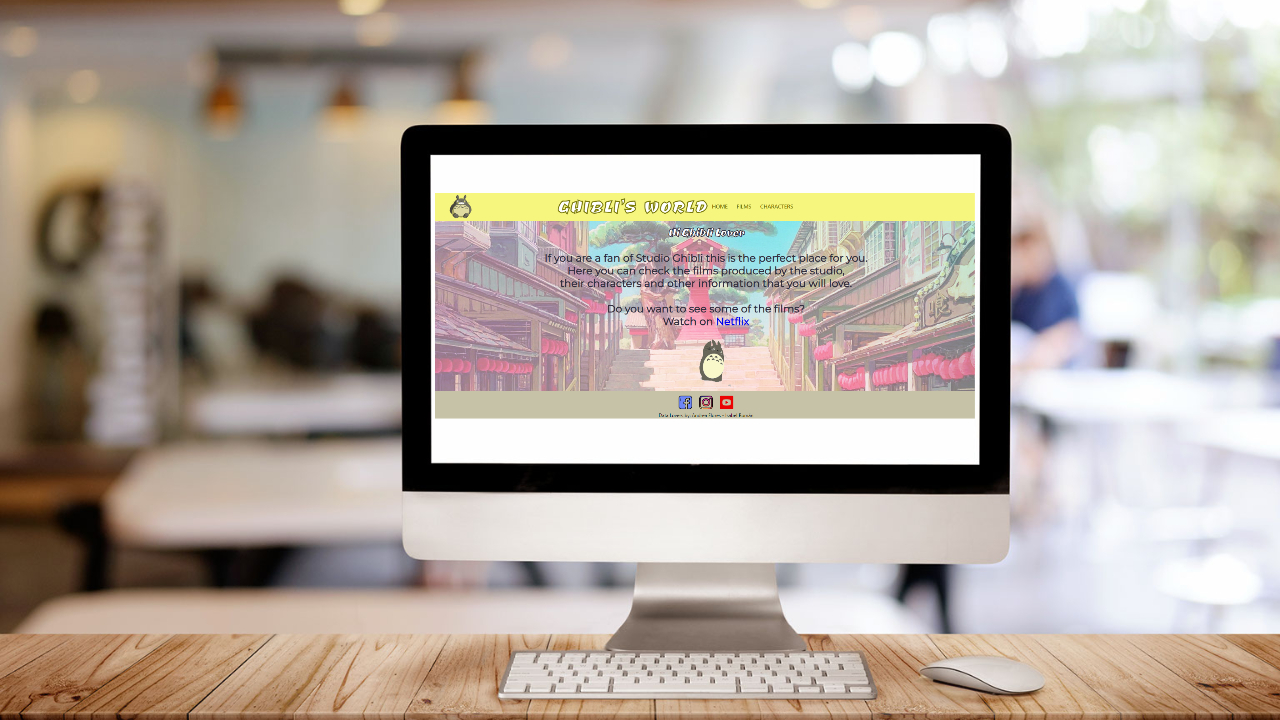 GHIBLI'S WORLD HOME FILMS CHARACTERS
Hi Ghibli Lover
If you are a fan of Studio Ghibli this is the perfect place for you.
Here you can check the films produced by the studio,
their characters and other information that you will love.
Do you want to see some of the films?
Watch on Netflix